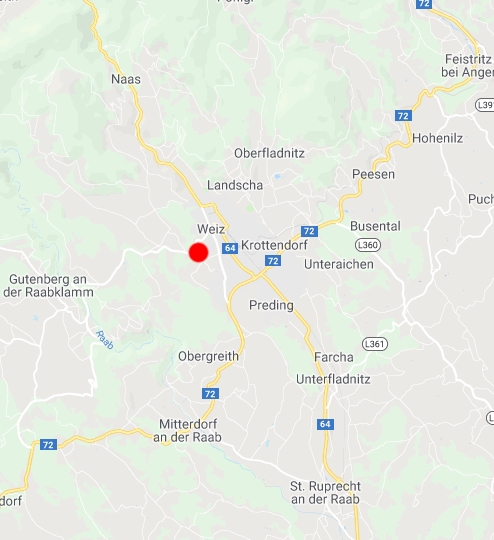 72
Feistritz
bei Anger
Naas
L391
72
Hohenilz
Oberfladnitz
Peesen
Landscha
Weiz
Busental
72
64
Krottendorf
L360
72
Unteraichen
Gutenberg an
der Raabklamm
Preding
Raab
L361
Obergreith
Farcha
Unterfladnitz
72
Mitterdorf
an der Raab
64
72
St. Ruprecht
an der Raab
dorf